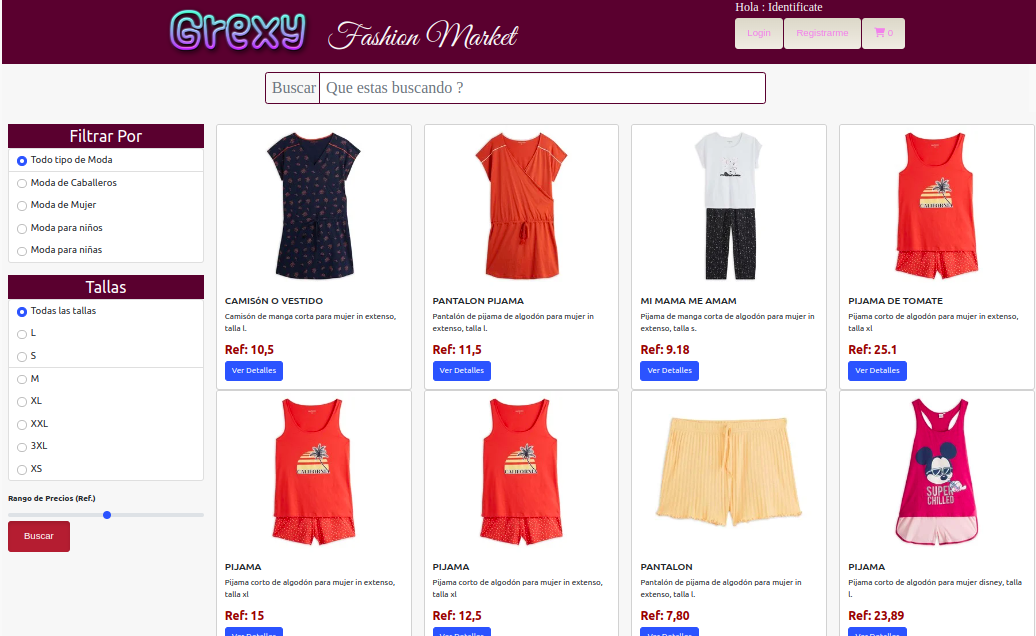 Grexy Fashion Market
Hola : Identificate
Login Registrarme 0
Buscar Que estas buscando ?
Filtrar Por
Todo tipo de Moda
Moda de Caballeros
Moda de Mujer
Moda para niños
Moda para niñas
Tallas
Todas las tallas
L
S
M
XL
XXL
3XL
XS
Rango de Precios (Ref.)
Buscar
CALIFORNIA
CAMISóN O VESTIDO
Camisón de manga corta para mujer en extenso,
talla l.
Ref: 10,5
Ver Detalles
PANTALON PIJAMA
Pantalón de pijama de algodón para mujer in
extenso, talla l.
Ref: 11,5
Ver Detalles
MI MAMA ME AMAM
Pijama de manga corta de algodón para mujer in
extenso, talla s.
Ref: 9.18
Ver Detalles
PIJAMA DE TOMATE
Pijama corto de algodón para mujer in extenso,
talla xl
Ref: 25.1
Ver Detalles
CALIFORNIA
CALIFORNIA
SUPER
CHILLED
PIJAMA
Pijama corto de algodón para mujer in extenso,
talla xl
Ref: 15
Ver Detalles
PIJAMA
Pijama corto de algodón para mujer in extenso,
talla xl
Ref: 12,5
Ver Detalles
PANTALON
Pantalón de pijama de algodón para mujer in
extenso, talla l.
Ref: 7,80
Ver Detalles
PIJAMA
Pijama corto de algodón para mujer disney, talla
l.
Ref: 23,89
Ver Detalles